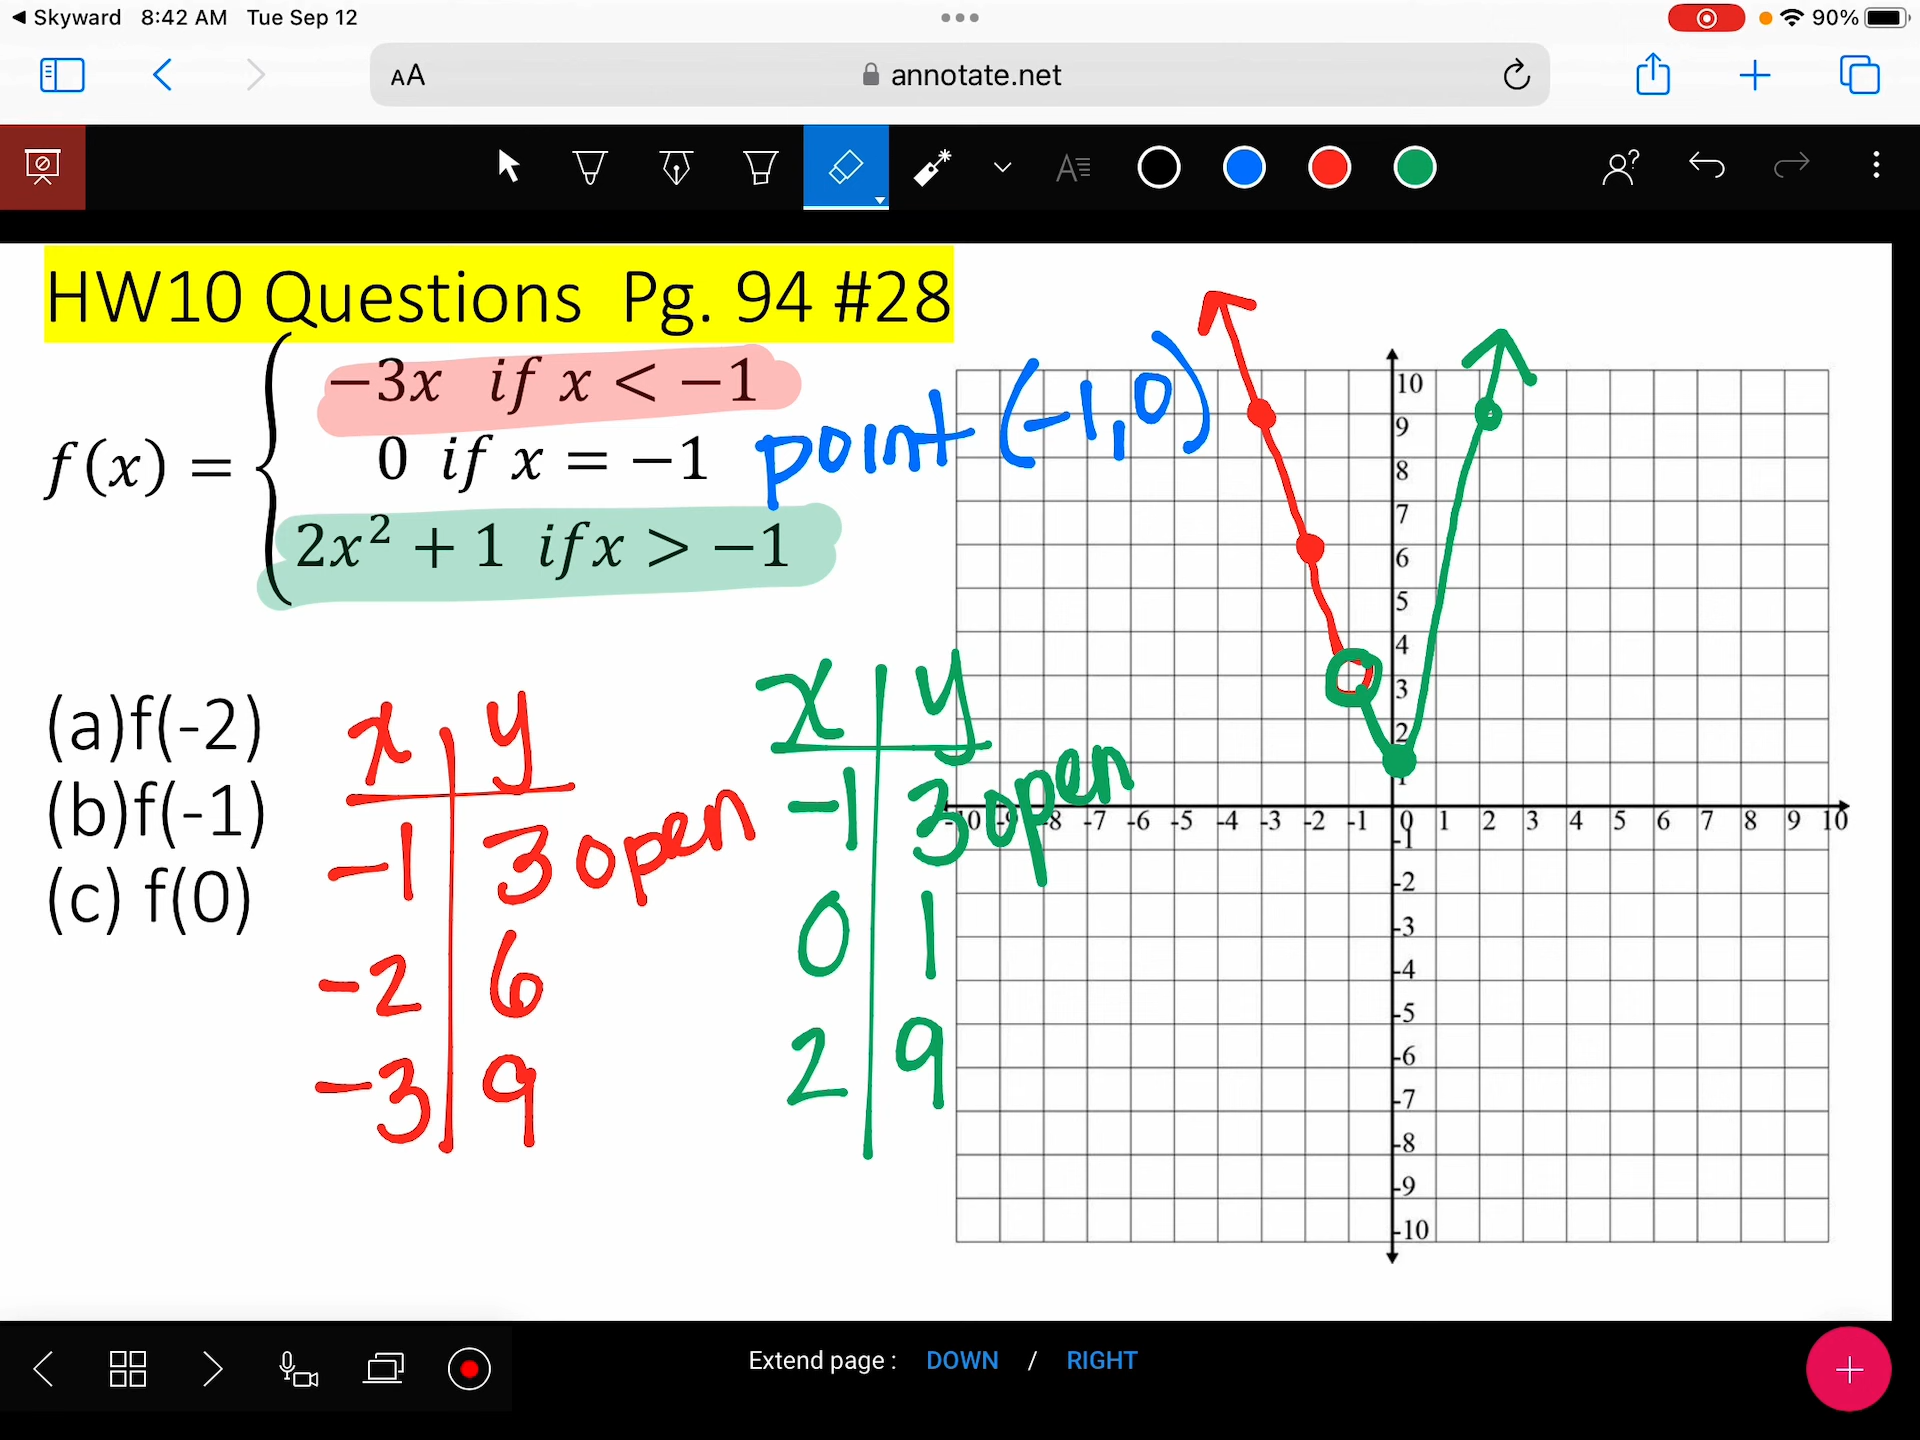 Skyward 8:42 AM Tue Sep 12 90%
AA annotate.net
HW10 Questions Pg. 94 #28
f(x) = { −3x if x < −1
0 if x = −1
2x² + 1 if x > −1
point (-1,0)
(a)f(-2)
(b)f(-1)
(c) f(0)
x y
-1 3 open
-2 6
-3 9
x y
-1 3 open
0 1
2 9
10
9
8
7
6
5
4
3
2
1
-10 -9 -8 -7 -6 -5 -4 -3 -2 -1 0 1 2 3 4 5 6 7 8 9 10
-1
-2
-3
-4
-5
-6
-7
-8
-9
-10
Extend page : DOWN / RIGHT